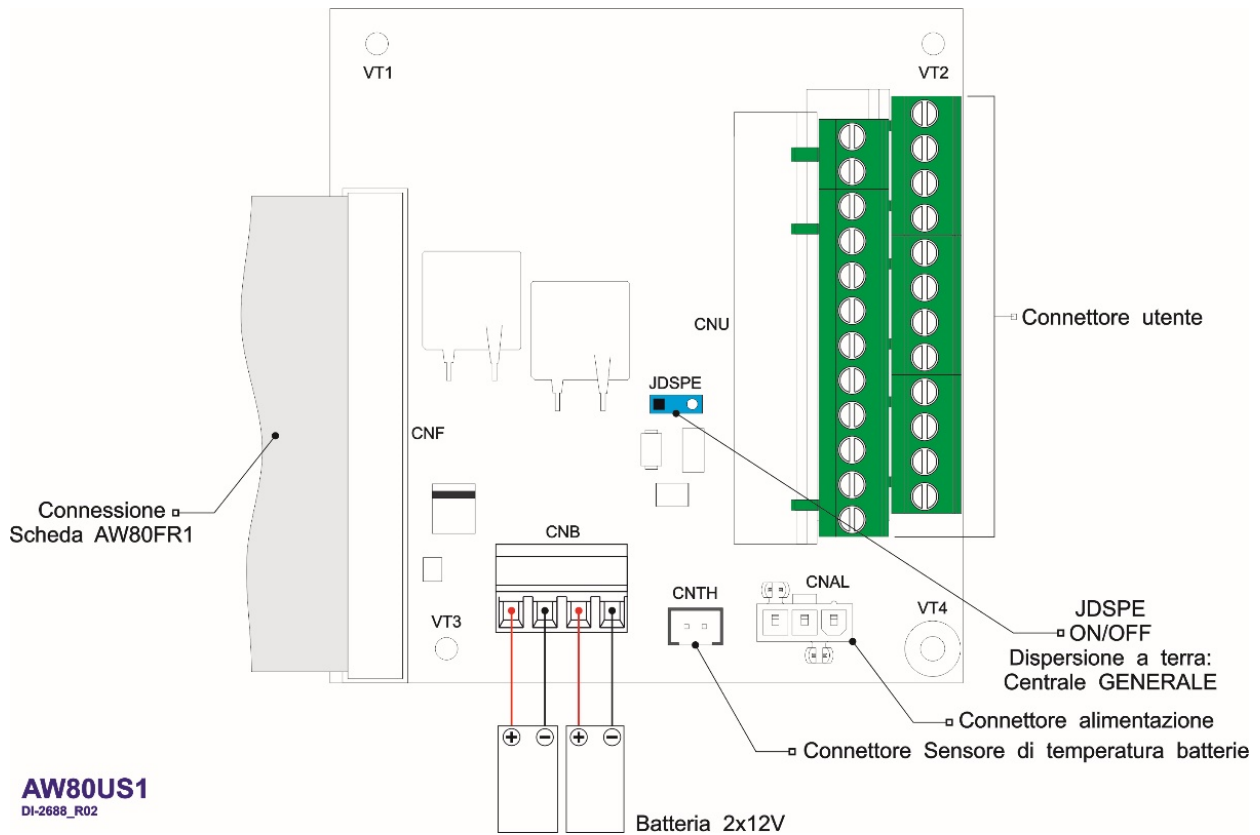 VT1
VT2
CNU
Connettore utente
JDSPE
CNF
Connessione
Scheda AW80FR1
CNB
CNTH
CNAL
VT3
VT4
JDSPE
ON/OFF
Dispersione a terra:
Centrale GENERALE
Connettore alimentazione
+ - + -
Connettore Sensore di temperatura batterie
AW80US1
DI-2688_R02
Batteria 2x12V